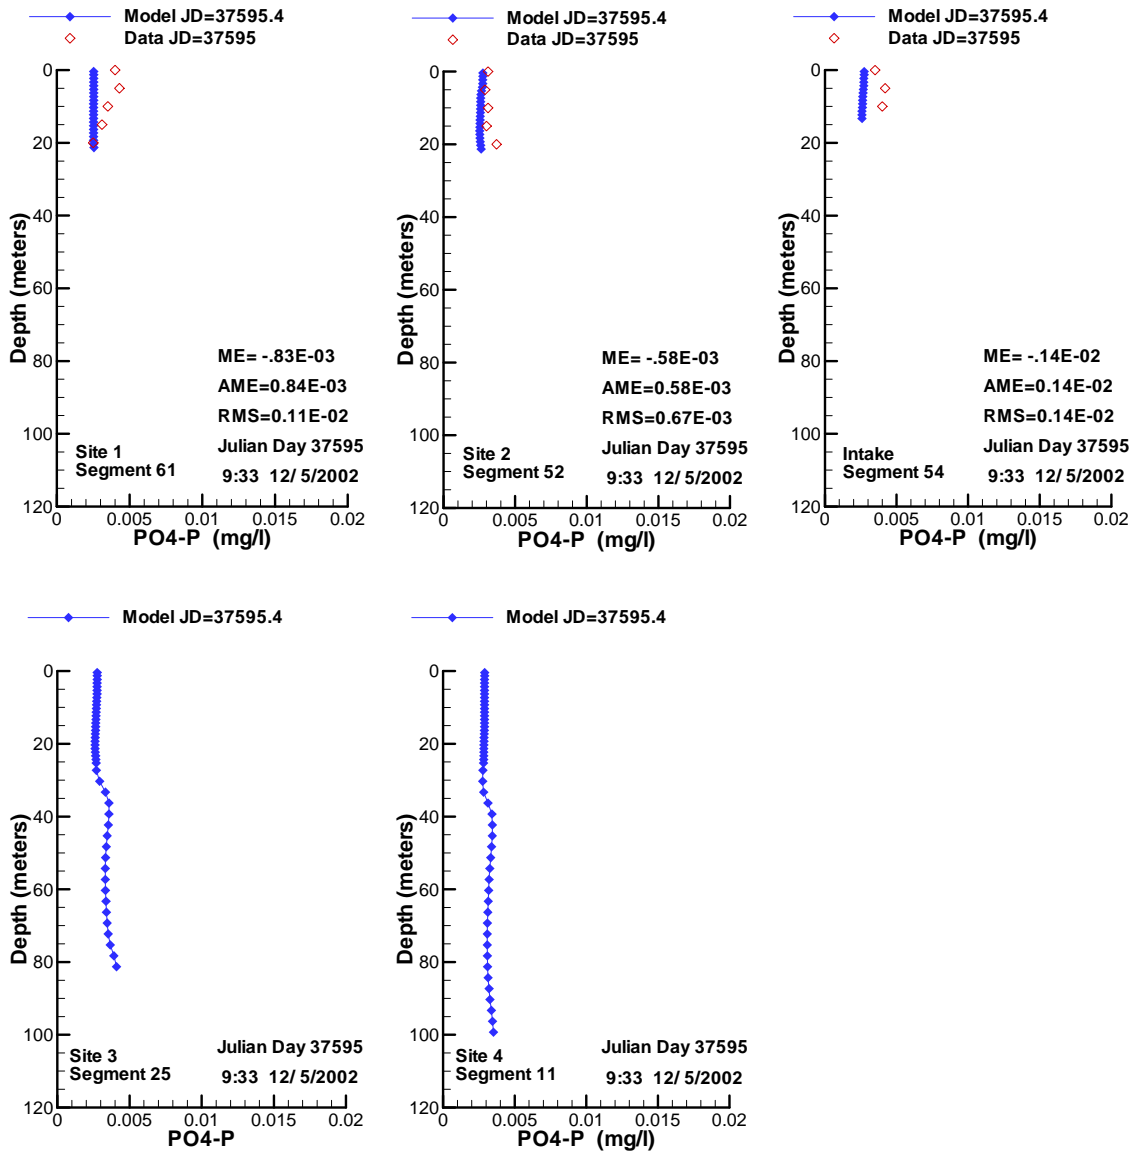 Model JD=37595.4
Data JD=37595
0
20
40
60
80
100
120
Depth (meters)
ME= -.83E-03
AME=0.84E-03
RMS=0.11E-02
Site 1
Segment 61
Julian Day 37595
9:33 12/ 5/2002
0 0.005 0.01 0.015 0.02
PO4-P (mg/l)
Model JD=37595.4
Data JD=37595
0
20
40
60
80
100
120
Depth (meters)
ME= -.58E-03
AME=0.58E-03
RMS=0.67E-03
Site 2
Segment 52
Julian Day 37595
9:33 12/ 5/2002
0 0.005 0.01 0.015 0.02
PO4-P (mg/l)
Model JD=37595.4
Data JD=37595
0
20
40
60
80
100
120
Depth (meters)
ME= -.14E-02
AME=0.14E-02
RMS=0.14E-02
Intake
Segment 54
Julian Day 37595
9:33 12/ 5/2002
0 0.005 0.01 0.015 0.02
PO4-P (mg/l)
Model JD=37595.4
0
20
40
60
80
100
120
Depth (meters)
Site 3
Segment 25
Julian Day 37595
9:33 12/ 5/2002
0 0.005 0.01 0.015 0.02
PO4-P
Model JD=37595.4
0
20
40
60
80
100
120
Depth (meters)
Site 4
Segment 11
Julian Day 37595
9:33 12/ 5/2002
0 0.005 0.01 0.015 0.02
PO4-P (mg/l)